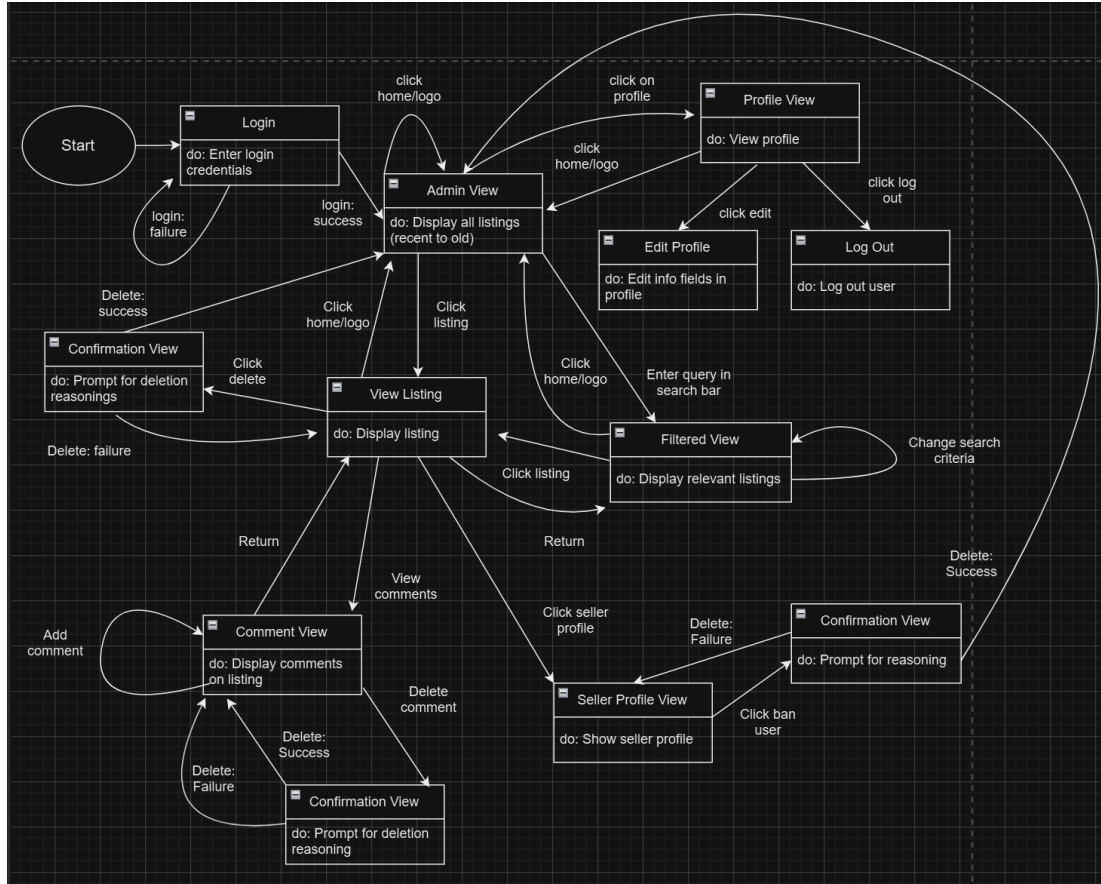 click
home/logo
click on
profile
Profile View
do: View profile
Start
Login
do: Enter login
credentials
click
home/logo
Admin View
do: Display all listings
(recent to old)
login:
success
login:
failure
click log
out
click edit
Edit Profile
do: Edit info fields in
profile
Log Out
do: Log out user
Delete:
success
Click
home/logo
Click
listing
Confirmation View
do: Prompt for deletion
reasonings
Click
delete
Click
home/logo
Enter query in
search bar
View Listing
do: Display listing
Delete: failure
Filtered View
do: Display relevant listings
Change search
criteria
Click listing
Return
Return
View
comments
Delete:
Success
Click seller
profile
Add
comment
Comment View
do: Display comments
on listing
Delete:
Failure
Confirmation View
do: Prompt for reasoning
Delete
comment
Seller Profile View
do: Show seller profile
Click ban
user
Delete:
Success
Delete:
Failure
Confirmation View
do: Prompt for deletion
reasoning